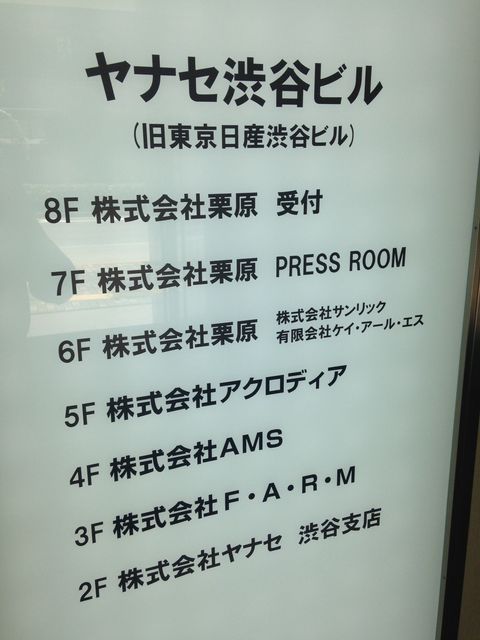 ヤナセ渋谷ビル
(旧東京日産渋谷ビル)
8F 株式会社栗原 受付
7F 株式会社栗原 PRESS ROOM
6F 株式会社栗原 株式会社サンリック
有限会社ケイ・アール・エス
5F 株式会社アクロディア
4F 株式会社AMS
3F 株式会社F・A・R・M
2F 株式会社ヤナセ 渋谷支店